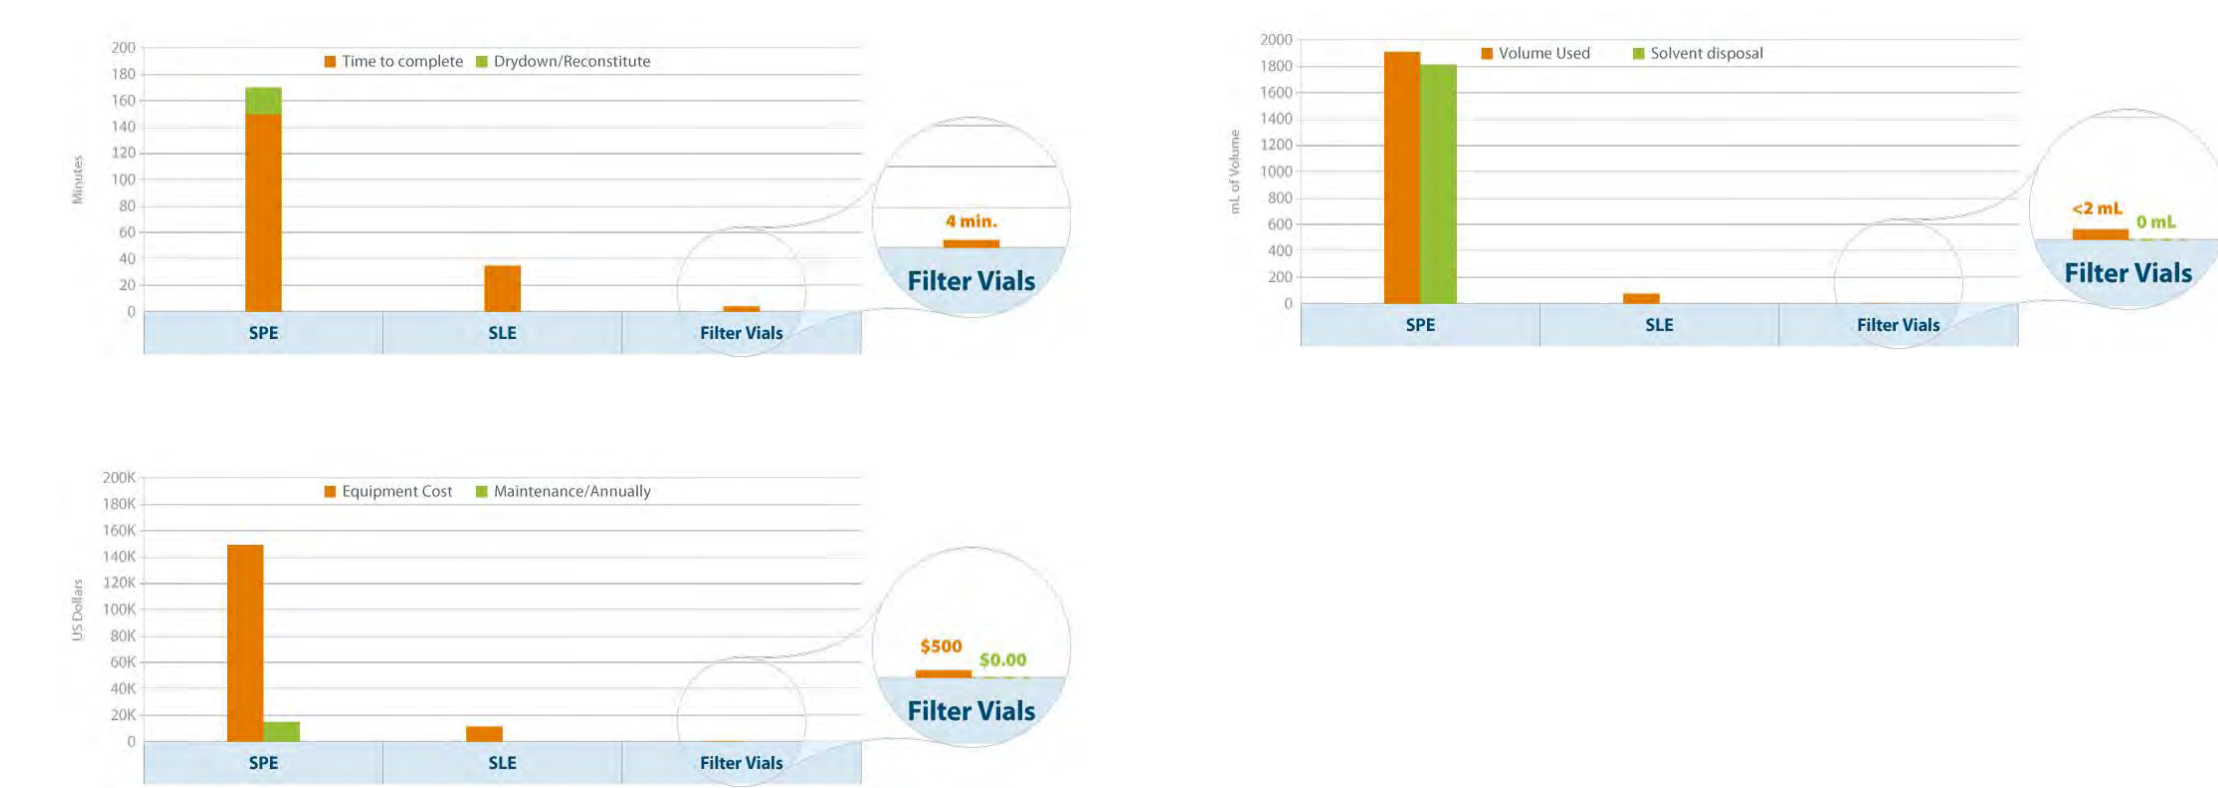 Time to complete Drydown/Reconstitute
Minutes
200
180
160
140
120
100
80
60
40
20
0
SPE SLE Filter Vials
4 min.
Filter Vials
Volume Used Solvent disposal
mL of Volume
2000
1800
1600
1400
1200
1000
800
600
400
200
0
SPE SLE Filter Vials
<2 mL
0 mL
Filter Vials
Equipment Cost Maintenance/Annually
US Dollars
200K
180K
160K
140K
120K
100K
80K
60K
40K
20K
0
SPE SLE Filter Vials
$500
$0.00
Filter Vials